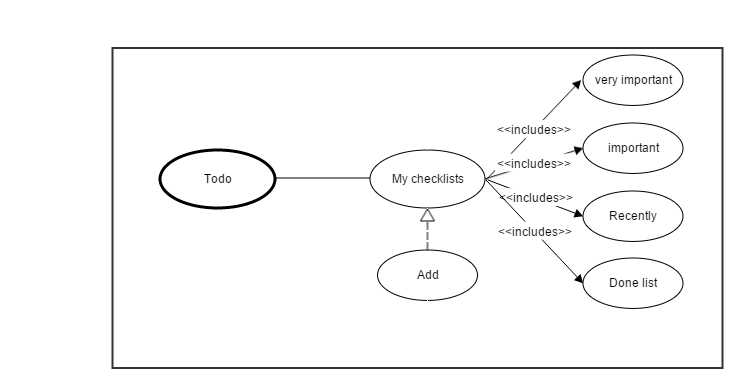 very important
<<includes>>
important
<<includes>>
Todo
My checklists
<<includes>>
Recently
<<includes>>
Add
Done list